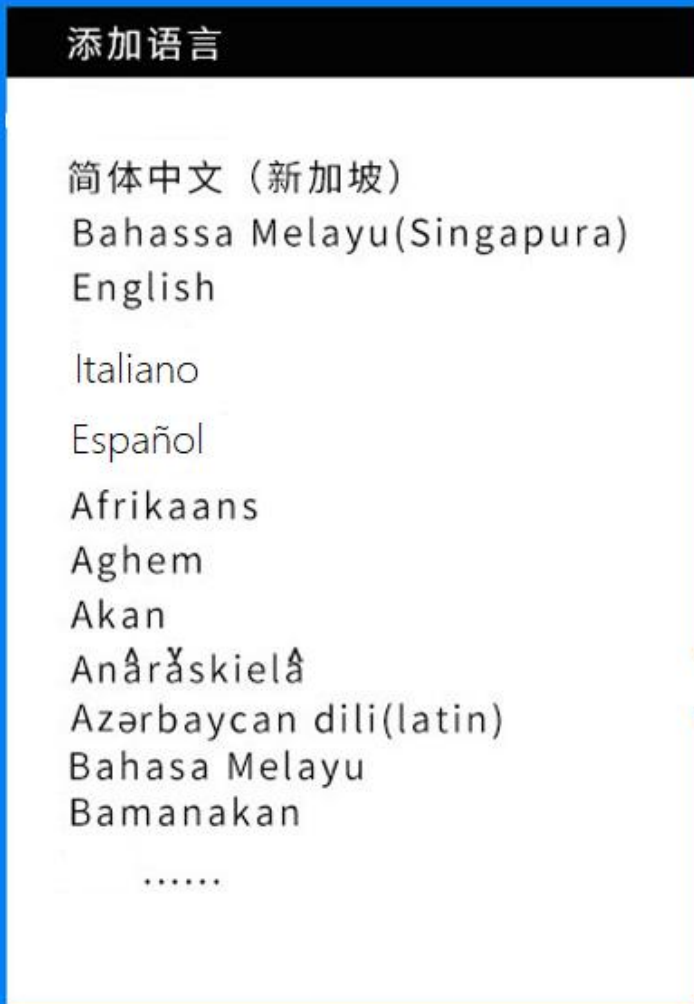 添加语言
简体中文（新加坡）
Bahassa Melayu(Singapura)
English
Italiano
Español
Afrikaans
Aghem
Akan
Anârǎskielâ
Azərbaycan dili(latin)
Bahasa Melayu
Bamanakan
......